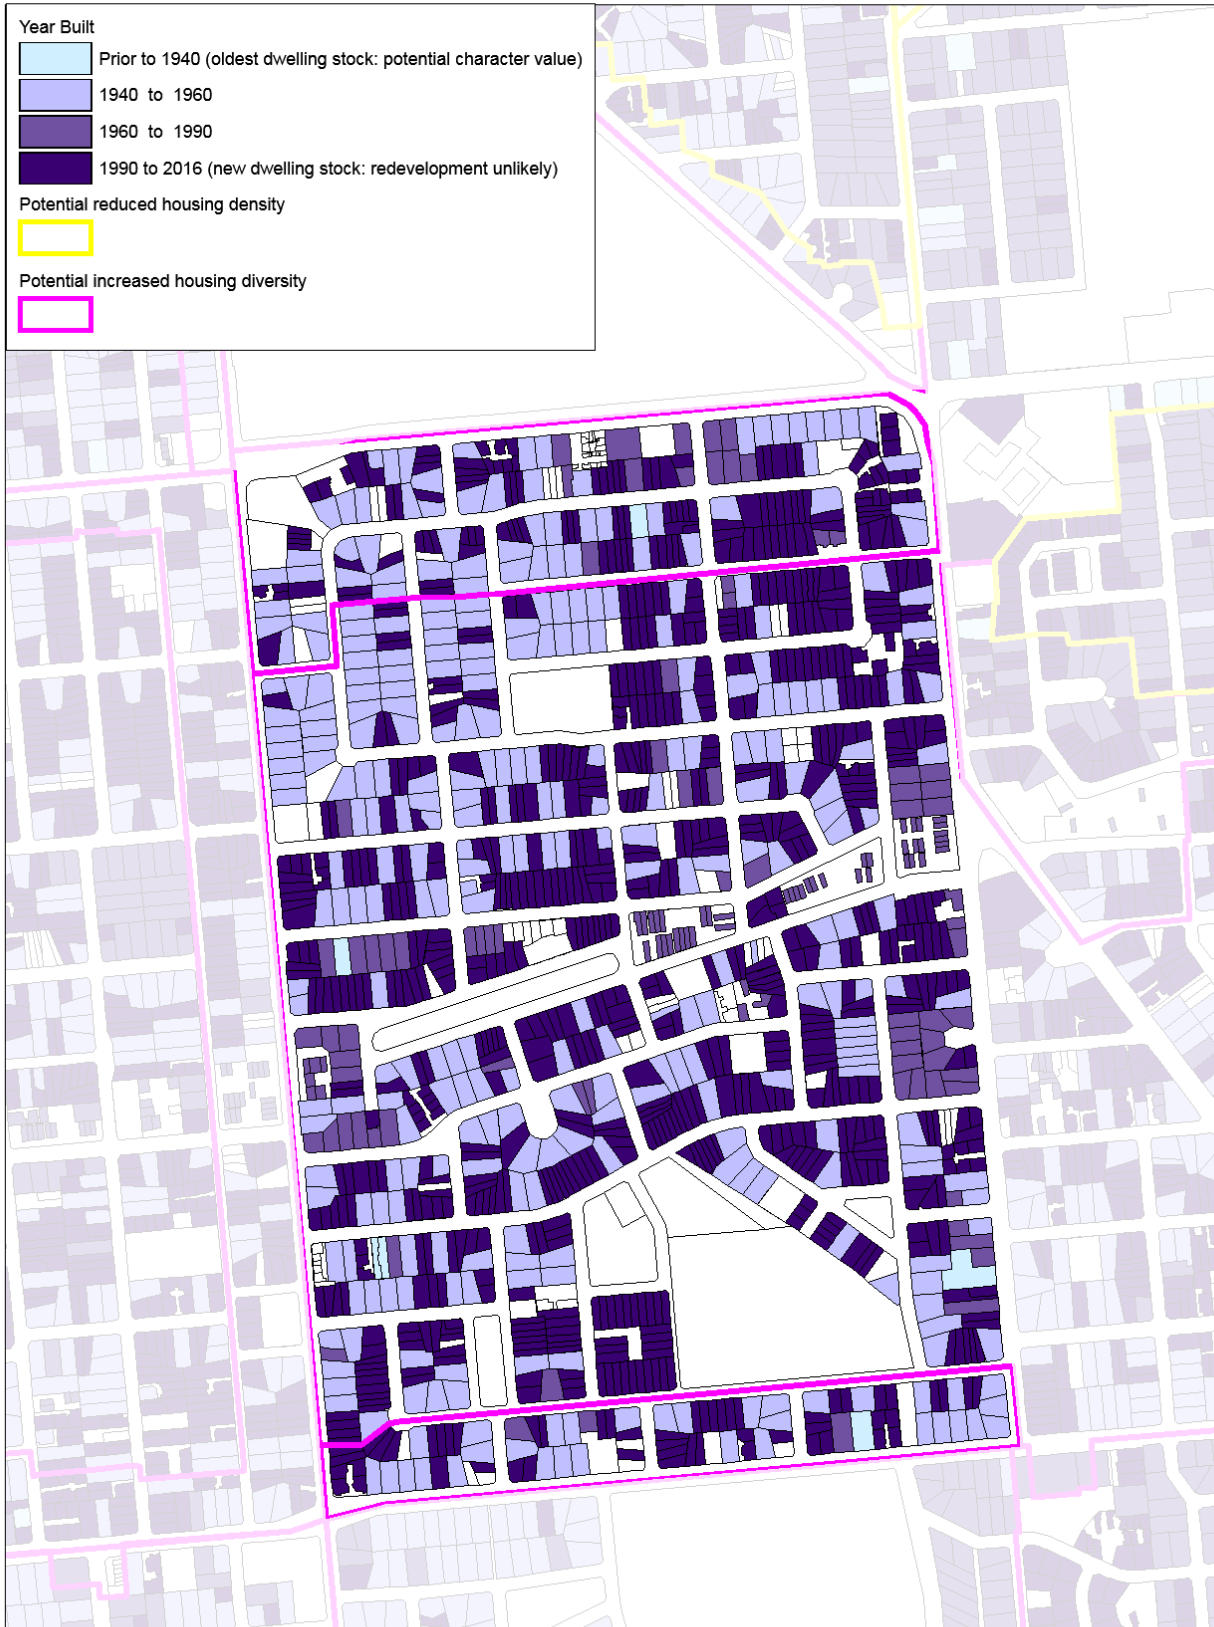 Year Built
Prior to 1940 (oldest dwelling stock: potential character value)
1940 to 1960
1960 to 1990
1990 to 2016 (new dwelling stock: redevelopment unlikely)
Potential reduced housing density
Potential increased housing diversity